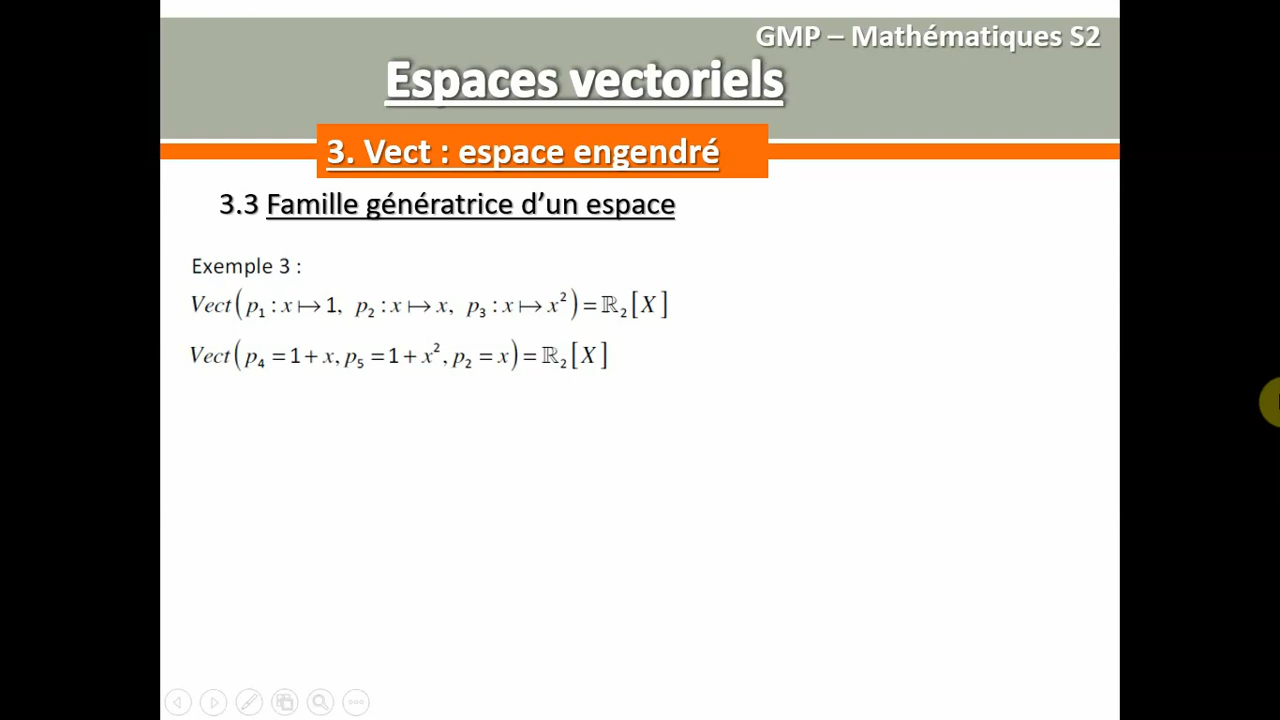 GMP – Mathématiques S2
Espaces vectoriels
3. Vect : espace engendré
3.3 Famille génératrice d’un espace
Exemple 3 :
Vect(p₁ : x ↦ 1, p₂ : x ↦ x, p₃ : x ↦ x²) = ℝ₂[X]
Vect(p₄ = 1 + x, p₅ = 1 + x², p₂ = x) = ℝ₂[X]